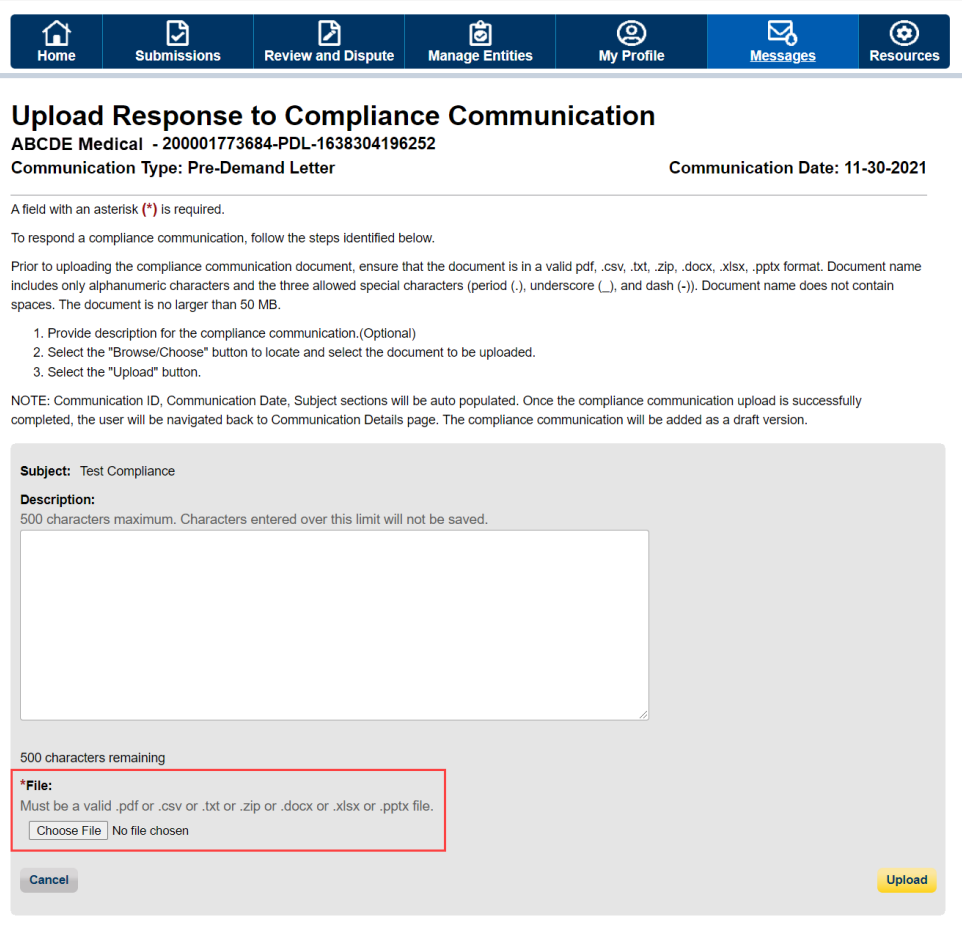 Home Submissions Review and Dispute Manage Entities My Profile Messages Resources
Upload Response to Compliance Communication
ABCDE Medical - 200001773684-PDL-1638304196252
Communication Type: Pre-Demand Letter Communication Date: 11-30-2021
A field with an asterisk (*) is required.
To respond a compliance communication, follow the steps identified below.
Prior to uploading the compliance communication document, ensure that the document is in a valid pdf, .csv, .txt, .zip, .docx, .xlsx, .pptx format. Document name
includes only alphanumeric characters and the three allowed special characters (period (.), underscore (_), and dash (-)). Document name does not contain
spaces. The document is no larger than 50 MB.
1. Provide description for the compliance communication.(Optional)
2. Select the "Browse/Choose" button to locate and select the document to be uploaded.
3. Select the "Upload" button.
NOTE: Communication ID, Communication Date, Subject sections will be auto populated. Once the compliance communication upload is successfully
completed, the user will be navigated back to Communication Details page. The compliance communication will be added as a draft version.
Subject: Test Compliance
Description:
500 characters maximum. Characters entered over this limit will not be saved.
500 characters remaining
*File:
Must be a valid .pdf or .csv or .txt or .zip or .docx or .xlsx or .pptx file.
Choose File No file chosen
Cancel Upload